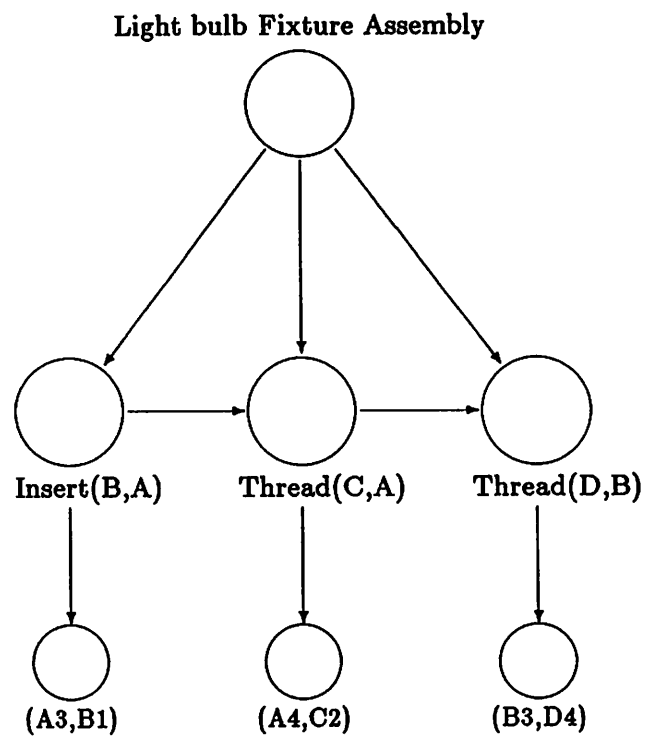 Light bulb Fixture Assembly
Insert(B,A) Thread(C,A) Thread(D,B)
(A3,B1) (A4,C2) (B3,D4)